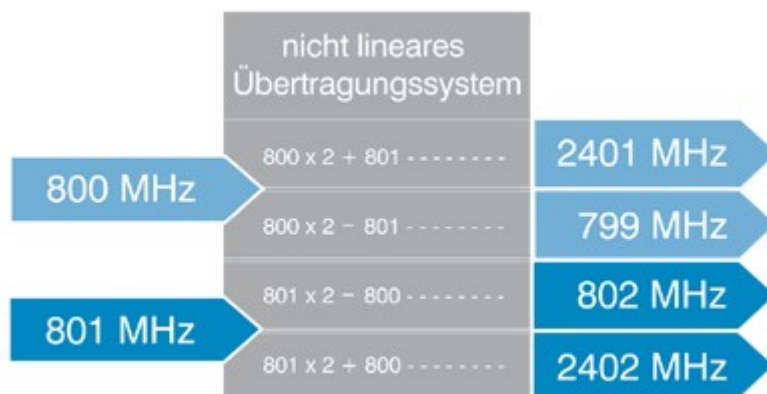 nicht lineares
Übertragungssystem
800 x 2 + 801 - - - - - - - - 2401 MHz
800 MHz
800 x 2 − 801 - - - - - - - - 799 MHz
801 x 2 − 800 - - - - - - - - 802 MHz
801 MHz
801 x 2 + 800 - - - - - - - - 2402 MHz